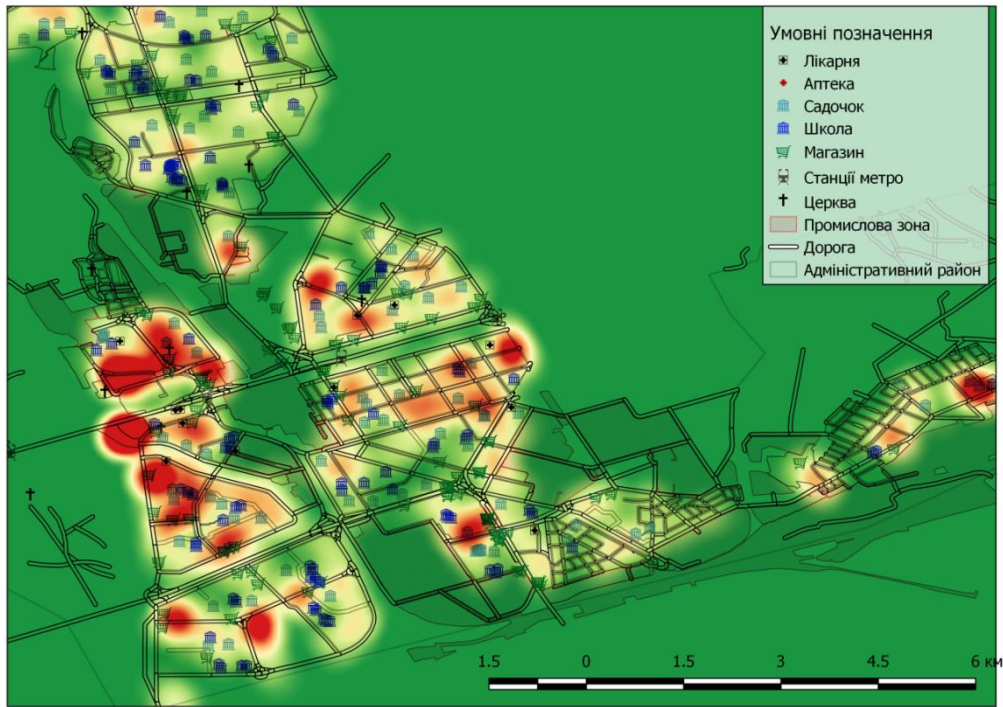 Умовні позначення
Лікарня
Аптека
Садочок
Школа
Магазин
Станції метро
Церква
Промислова зона
Дорога
Адміністративний район
1.5 0 1.5 3 4.5 6 км